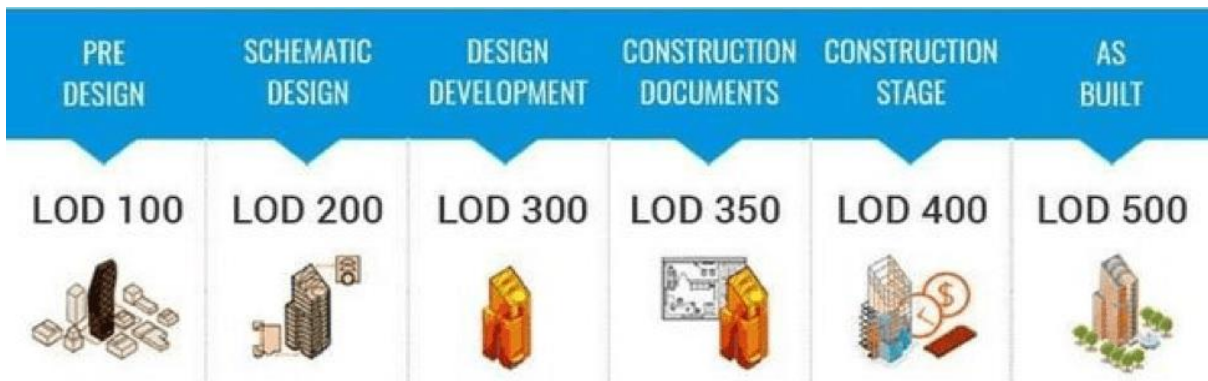 PRE
DESIGN
SCHEMATIC
DESIGN
DESIGN
DEVELOPMENT
CONSTRUCTION
DOCUMENTS
CONSTRUCTION
STAGE
AS
BUILT
LOD 100
LOD 200
LOD 300
LOD 350
LOD 400
LOD 500
$